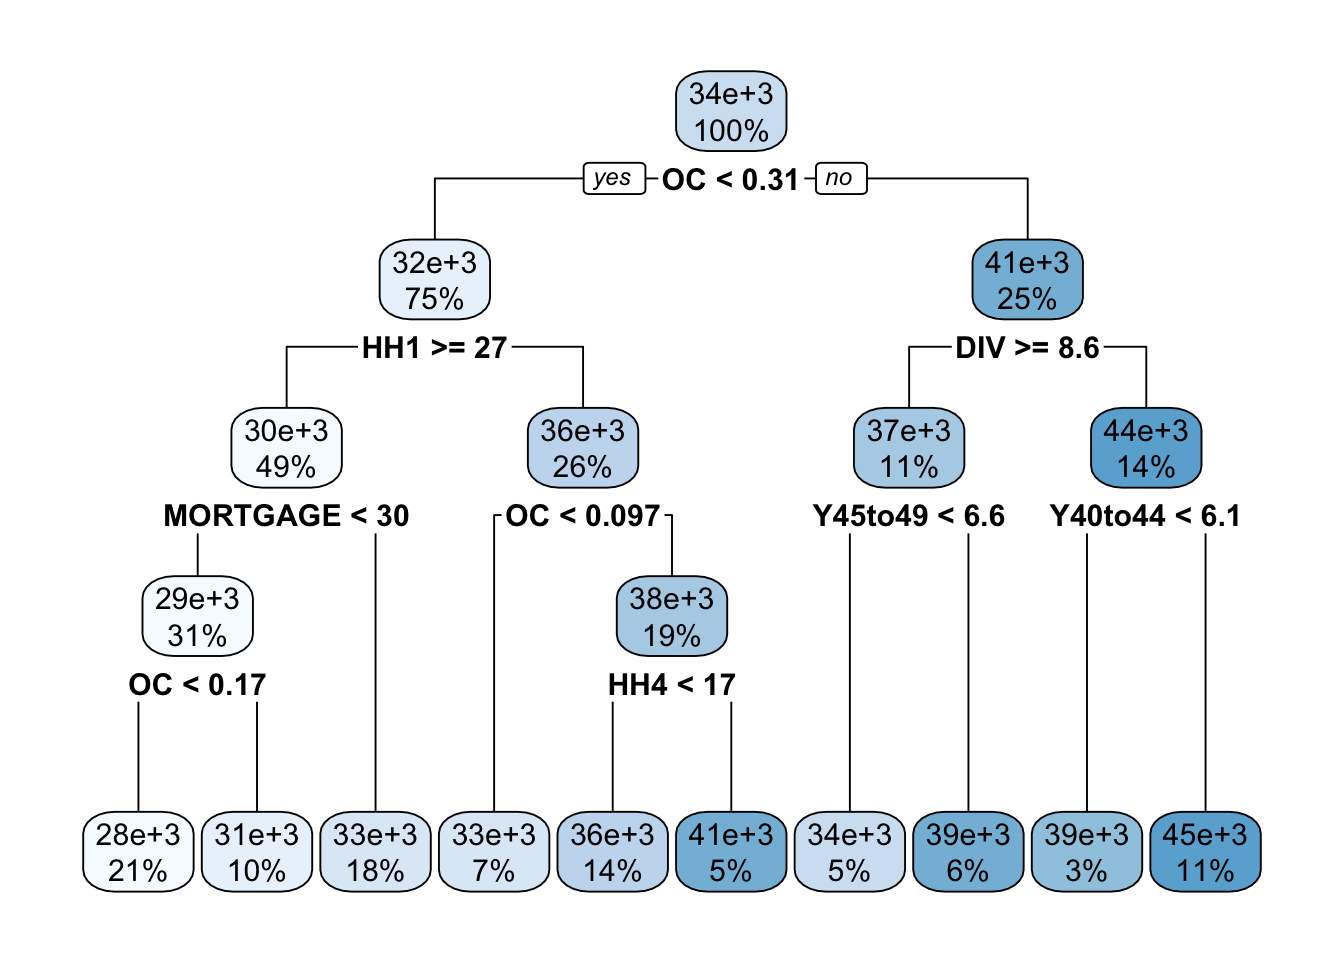 34e+3
100%
yes OC < 0.31 no
32e+3
75%
41e+3
25%
HH1 >= 27
DIV >= 8.6
30e+3
49%
36e+3
26%
37e+3
11%
44e+3
14%
MORTGAGE < 30
OC < 0.097
Y45to49 < 6.6
Y40to44 < 6.1
29e+3
31%
38e+3
19%
OC < 0.17
HH4 < 17
28e+3
21%
31e+3
10%
33e+3
18%
33e+3
7%
36e+3
14%
41e+3
5%
34e+3
5%
39e+3
6%
39e+3
3%
45e+3
11%